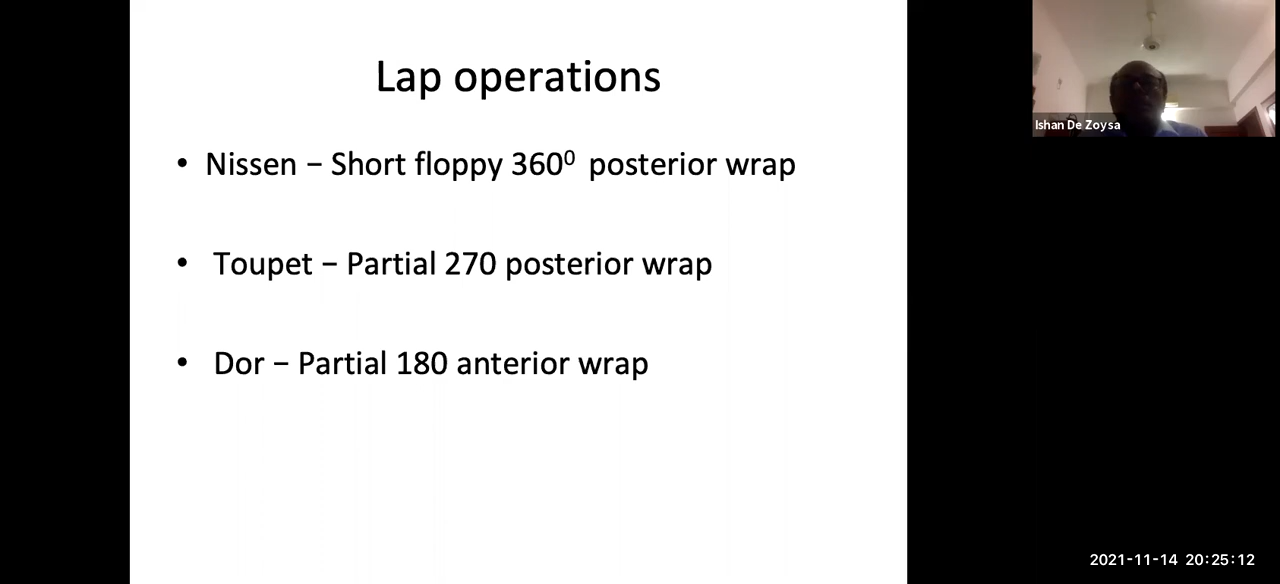 Lap operations
• Nissen – Short floppy 360⁰ posterior wrap
• Toupet – Partial 270 posterior wrap
• Dor – Partial 180 anterior wrap
Ishan De Zoysa
2021-11-14 20:25:12